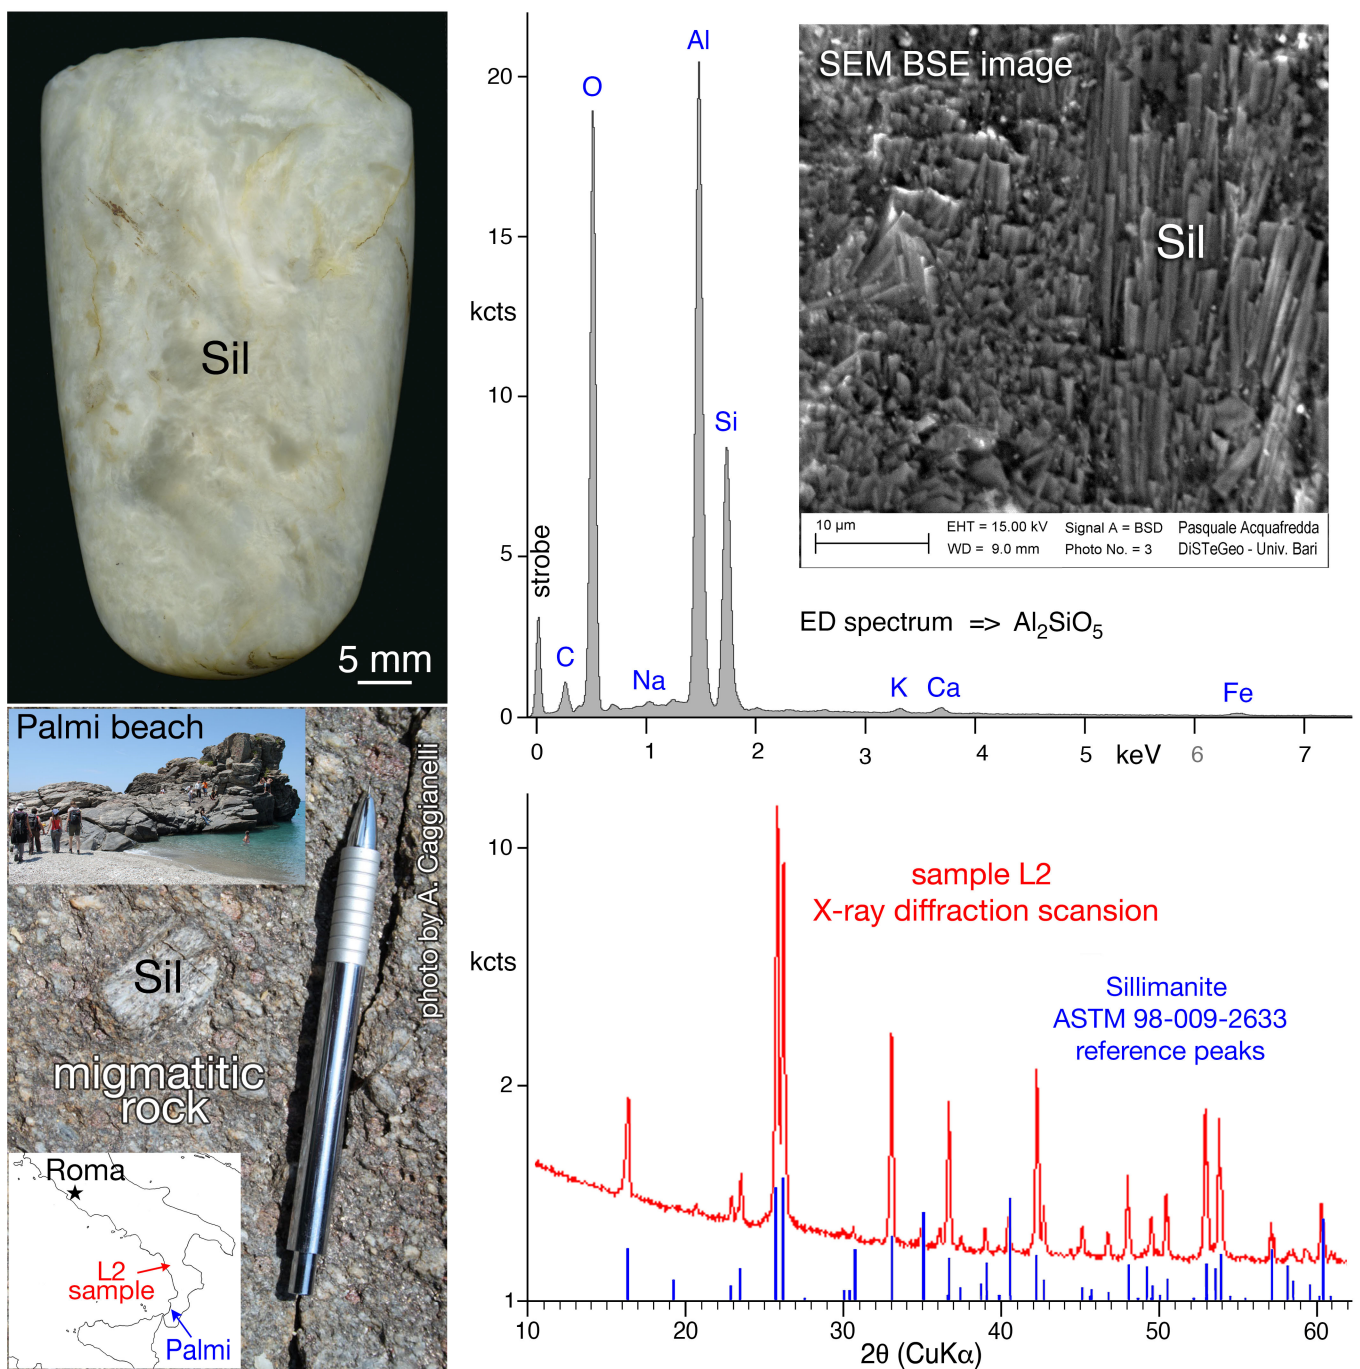 Sil
5 mm
Palmi beach
photo by A. Caggianelli
Sil
migmatitic
rock
Roma
L2
sample
Palmi
20
15
kcts
10
5
0
strobe
C
O
Na
Al
Si
K
Ca
Fe
0 1 2 3 4 5 keV 6 7
SEM BSE image
Sil
10 µm
EHT = 15.00 kV Signal A = BSD Pasquale Acquafredda
WD = 9.0 mm Photo No. = 3 DiSTeGeo - Univ. Bari
ED spectrum => Al₂SiO₅
10
kcts
2
1
sample L2
X-ray diffraction scansion
Sillimanite
ASTM 98-009-2633
reference peaks
10 20 30 40 50 60
2θ (CuKα)